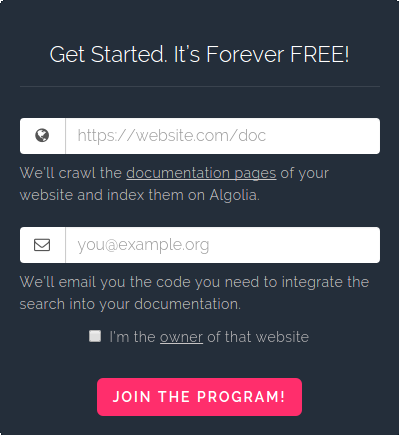 Get Started. It's Forever FREE!
https://website.com/doc
We'll crawl the documentation pages of your
website and index them on Algolia.
you@example.org
We'll email you the code you need to integrate the
search into your documentation.
I'm the owner of that website
JOIN THE PROGRAM!